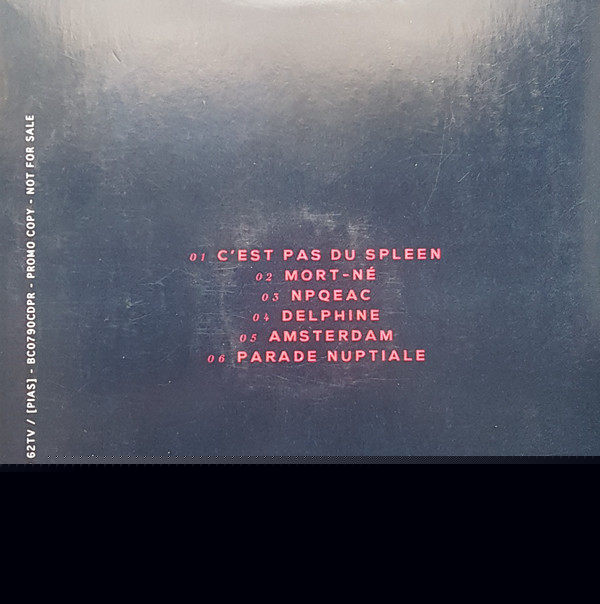 01 C'EST PAS DU SPLEEN
02 MORT-NÉ
03 NPQEAC
04 DELPHINE
05 AMSTERDAM
06 PARADE NUPTIALE
62TV / [PIAS] - BC0790CDPR - PROMO COPY - NOT FOR SALE